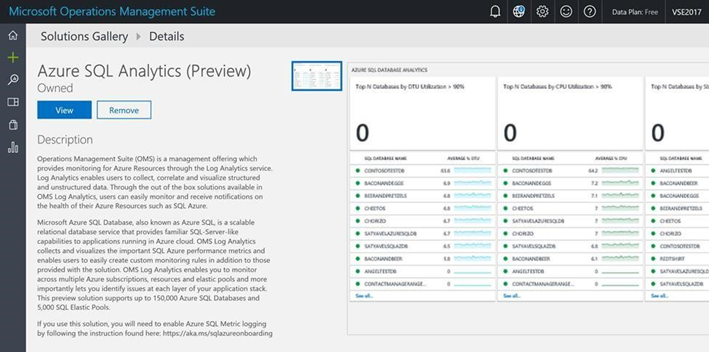 Microsoft Operations Management Suite
Data Plan: Free
VSE2017
Solutions Gallery
Details
Azure SQL Analytics (Preview)
Owned
View
Remove
Description
Operations Management Suite (OMS) is a management offering which
provides monitoring for Azure Resources through the Log Analytics service.
Log Analytics enables users to collect, correlate and visualize structured
and unstructured data. Through the out of the box solutions available in
OMS Log Analytics, users can easily monitor and receive notifications on
the health of their Azure Resources such as SQL Azure.
Microsoft Azure SQL Database, also known as Azure SQL, is a scalable
relational database service that provides familiar SQL-Server-like
capabilities to applications running in Azure cloud. OMS Log Analytics
collects and visualizes the important SQL Azure performance metrics and
enables users to easily create custom monitoring rules in addition to those
provided with the solution. OMS Log Analytics enables you to monitor
across multiple Azure subscriptions, resources and elastic pools and more
importantly lets you identify issues at each layer of your application stack.
This preview solution supports up to 150,000 Azure SQL Databases and
5,000 SQL Elastic Pools.
If you use this solution, you will need to enable Azure SQL Metric logging
by following the instruction found here: https://aka.ms/sqlazureonboarding
AZURE SQL DATABASE ANALYTICS
Top N Databases by DTU Utilization > 90%
0
SQL DATABASE NAME AVERAGE % DTU
CONTOSOTESTDB 63.8
BACONANDEGGS 6.9
BEERANDPRETZELS 6.8
CHEETOS 6.7
CHORIZO 6.7
SATYAVELAZURESQLDB 6.7
SATYAVELSQLAZDB 6.5
BACONANDBEER 5.8
ANGELTESTDB 0
CONTACTMANAGERANGE... 0
See all...
Top N Databases by CPU Utilization > 90%
0
SQL DATABASE NAME AVERAGE % CPU
CONTOSOTESTDB 64.2
BACONANDEGGS 7.2
BEERANDPRETZELS 7.1
CHEETOS 7
CHORIZO 7
SATYAVELAZURESQLDB 7
SATYAVELSQLAZDB 6.8
BACONANDBEER 6.1
ANGELTESTDB 0
CONTACTMANAGERANGE... 0
See all...
Top N Databases by St
0
SQL DATABASE NAME
ANGELTESTDB
BACONANDBEER
BACONANDEGGS
BEERANDPRETZELS
CHEETOS
CHORIZO
CONTOSOTESTDB
REDTSHIRT
SATYAVELAZURESQL
SATYAVELSQLAZDB
See all...